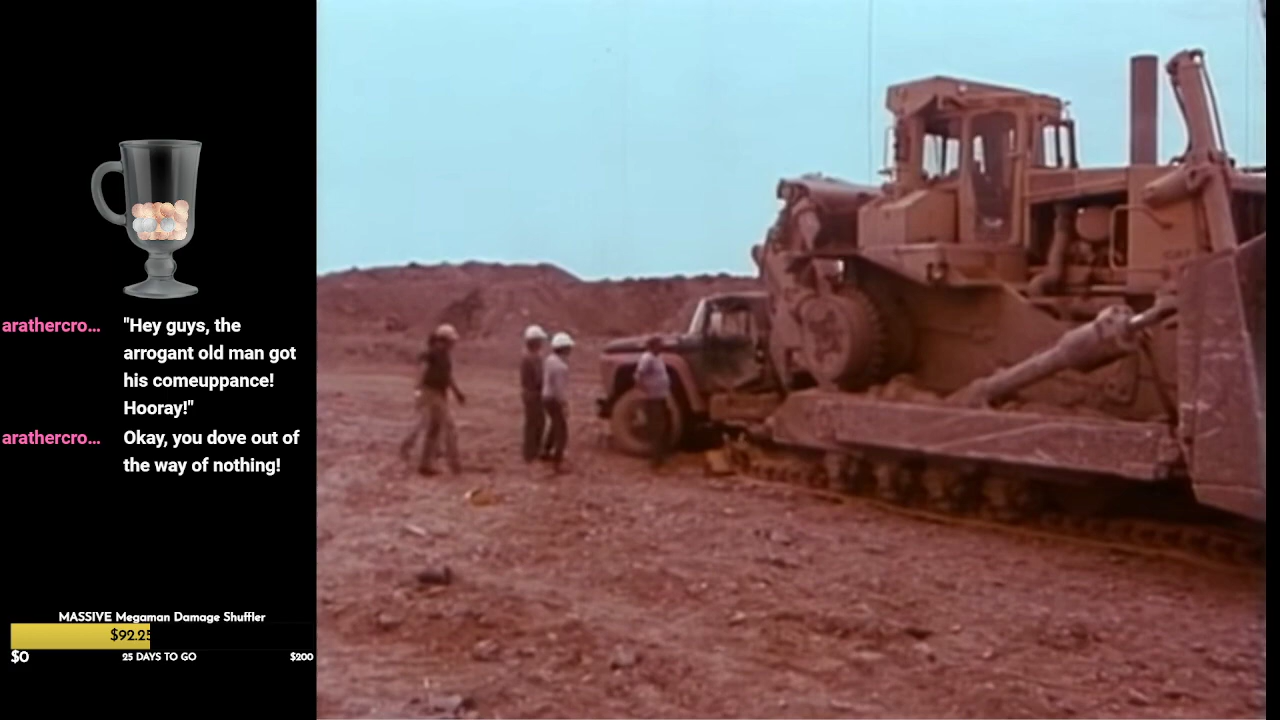 arathercro... "Hey guys, the
arrogant old man got
his comeuppance!
Hooray!"
arathercro... Okay, you dove out of
the way of nothing!
MASSIVE Megaman Damage Shuffler
$92.25
$0 25 DAYS TO GO $200